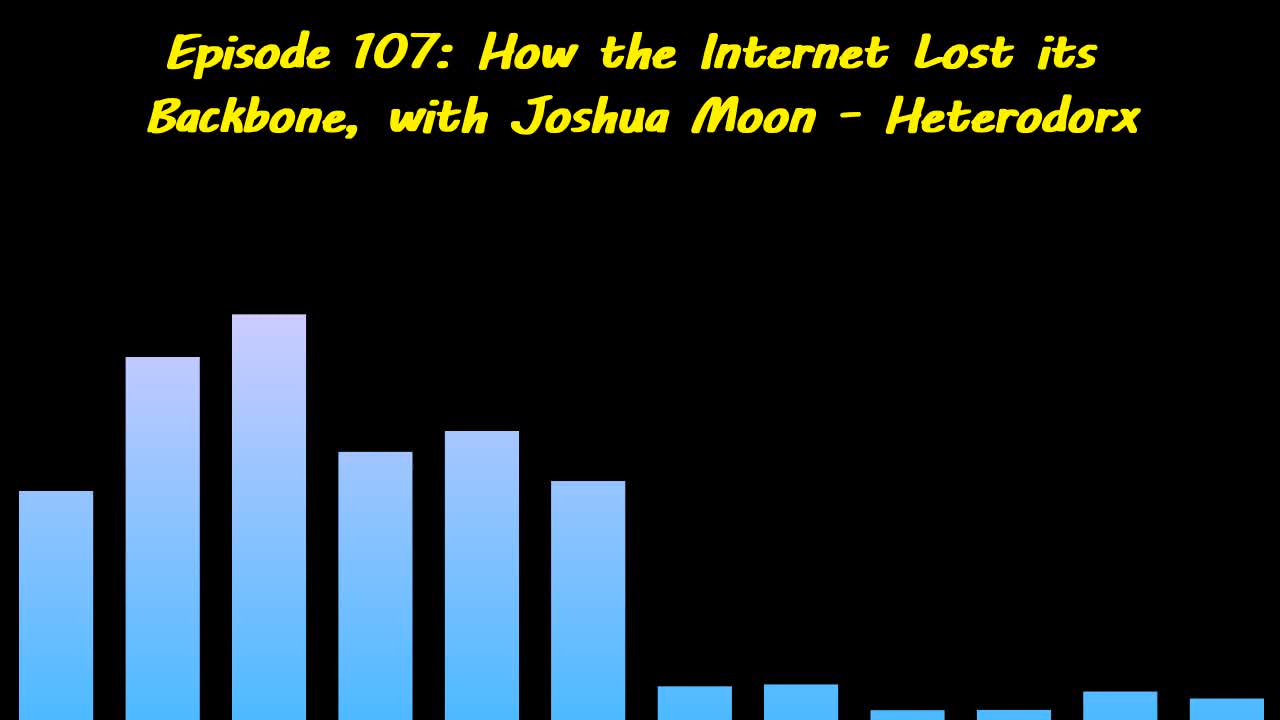 Episode 107: How the Internet Lost its
Backbone, with Joshua Moon - Heterodorx